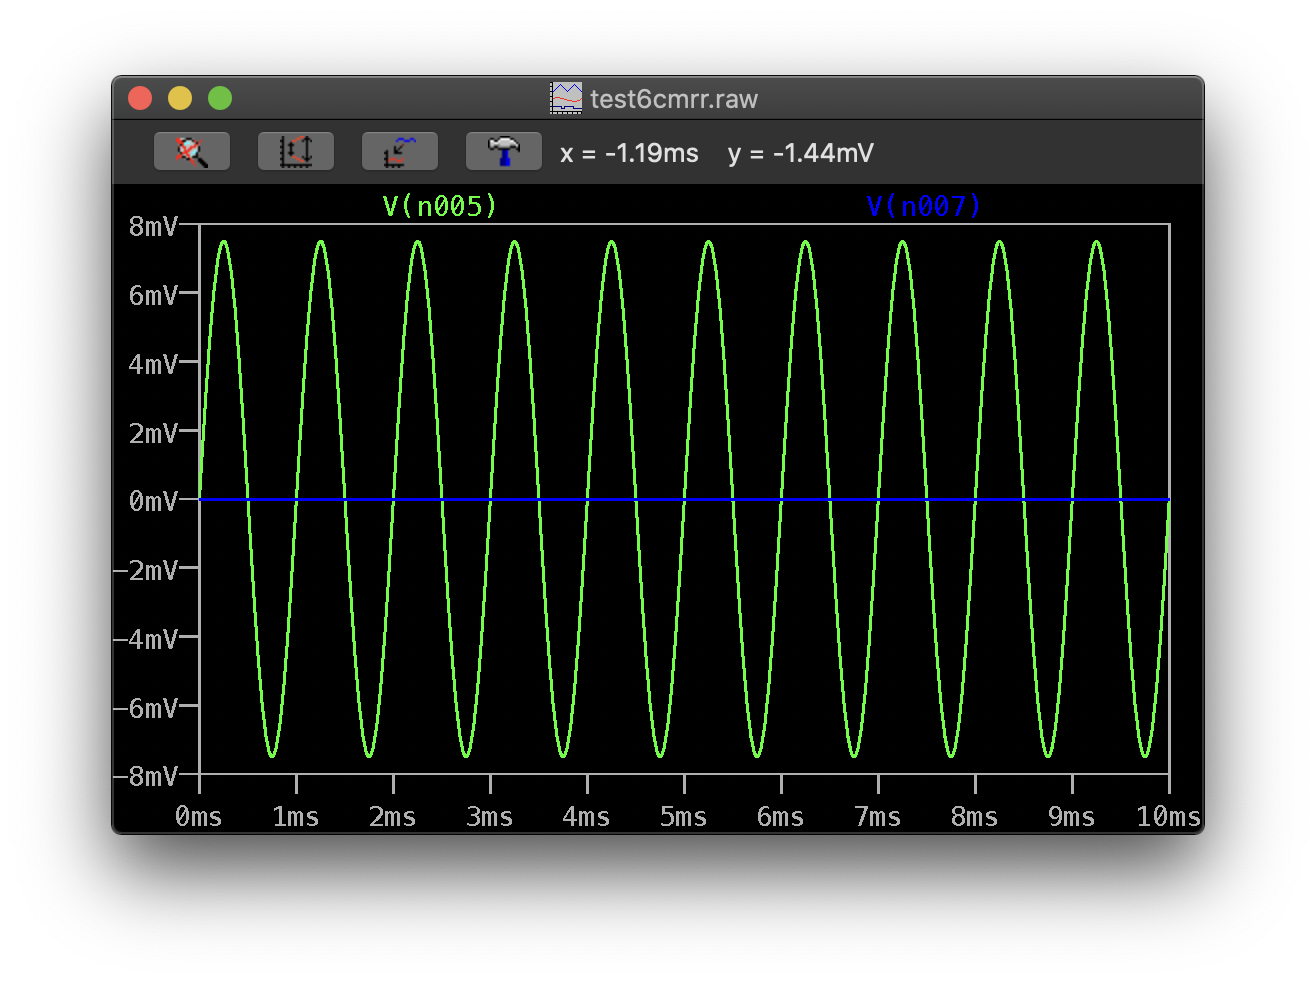 test6cmrr.raw
x = -1.19ms y = -1.44mV
V(n005) V(n007)
8mV
6mV
4mV
2mV
0mV
-2mV
-4mV
-6mV
-8mV
0ms 1ms 2ms 3ms 4ms 5ms 6ms 7ms 8ms 9ms 10ms